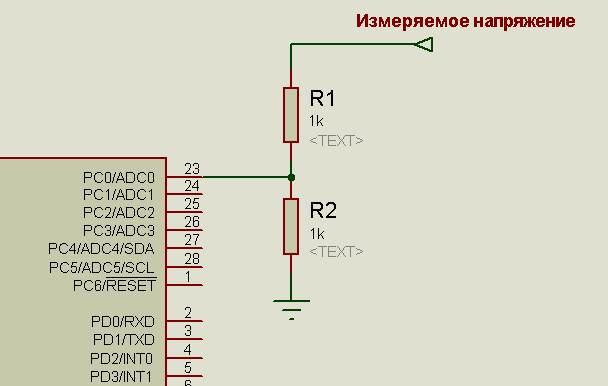 Измеряемое напряжение
R1
1k
<TEXT>
PC0/ADC0 23
PC1/ADC1 24
PC2/ADC2 25
PC3/ADC3 26
PC4/ADC4/SDA 27
PC5/ADC5/SCL 28
PC6/RESET 1
R2
1k
<TEXT>
PD0/RXD 2
PD1/TXD 3
PD2/INT0 4
PD3/INT1 5
6